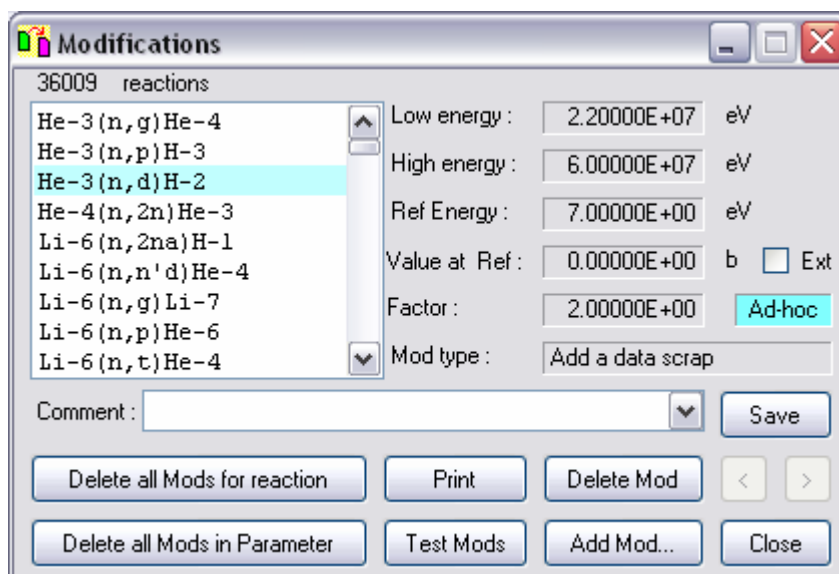 Modifications
36009 reactions
He-3(n,g)He-4
He-3(n,p)H-3
He-3(n,d)H-2
He-4(n,2n)He-3
Li-6(n,2na)H-1
Li-6(n,n'd)He-4
Li-6(n,g)Li-7
Li-6(n,p)He-6
Li-6(n,t)He-4
Low energy : 2.20000E+07 eV
High energy : 6.00000E+07 eV
Ref Energy : 7.00000E+00 eV
Value at Ref : 0.00000E+00 b Ext
Factor : 2.00000E+00 Ad-hoc
Mod type : Add a data scrap
Comment : Save
Delete all Mods for reaction Print Delete Mod < >
Delete all Mods in Parameter Test Mods Add Mod... Close